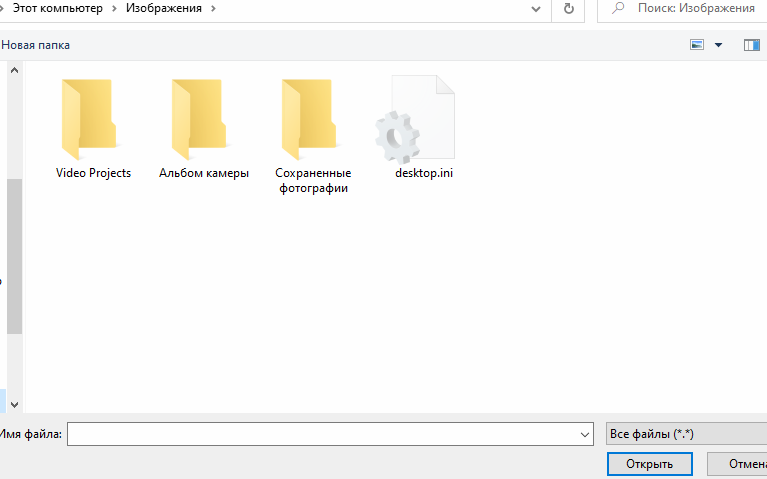 Этот компьютер > Изображения >
Поиск: Изображения
Новая папка
Video Projects
Альбом камеры
Сохраненные
фотографии
desktop.ini
Имя файла:
Все файлы (*.*)
Открыть
Отмена